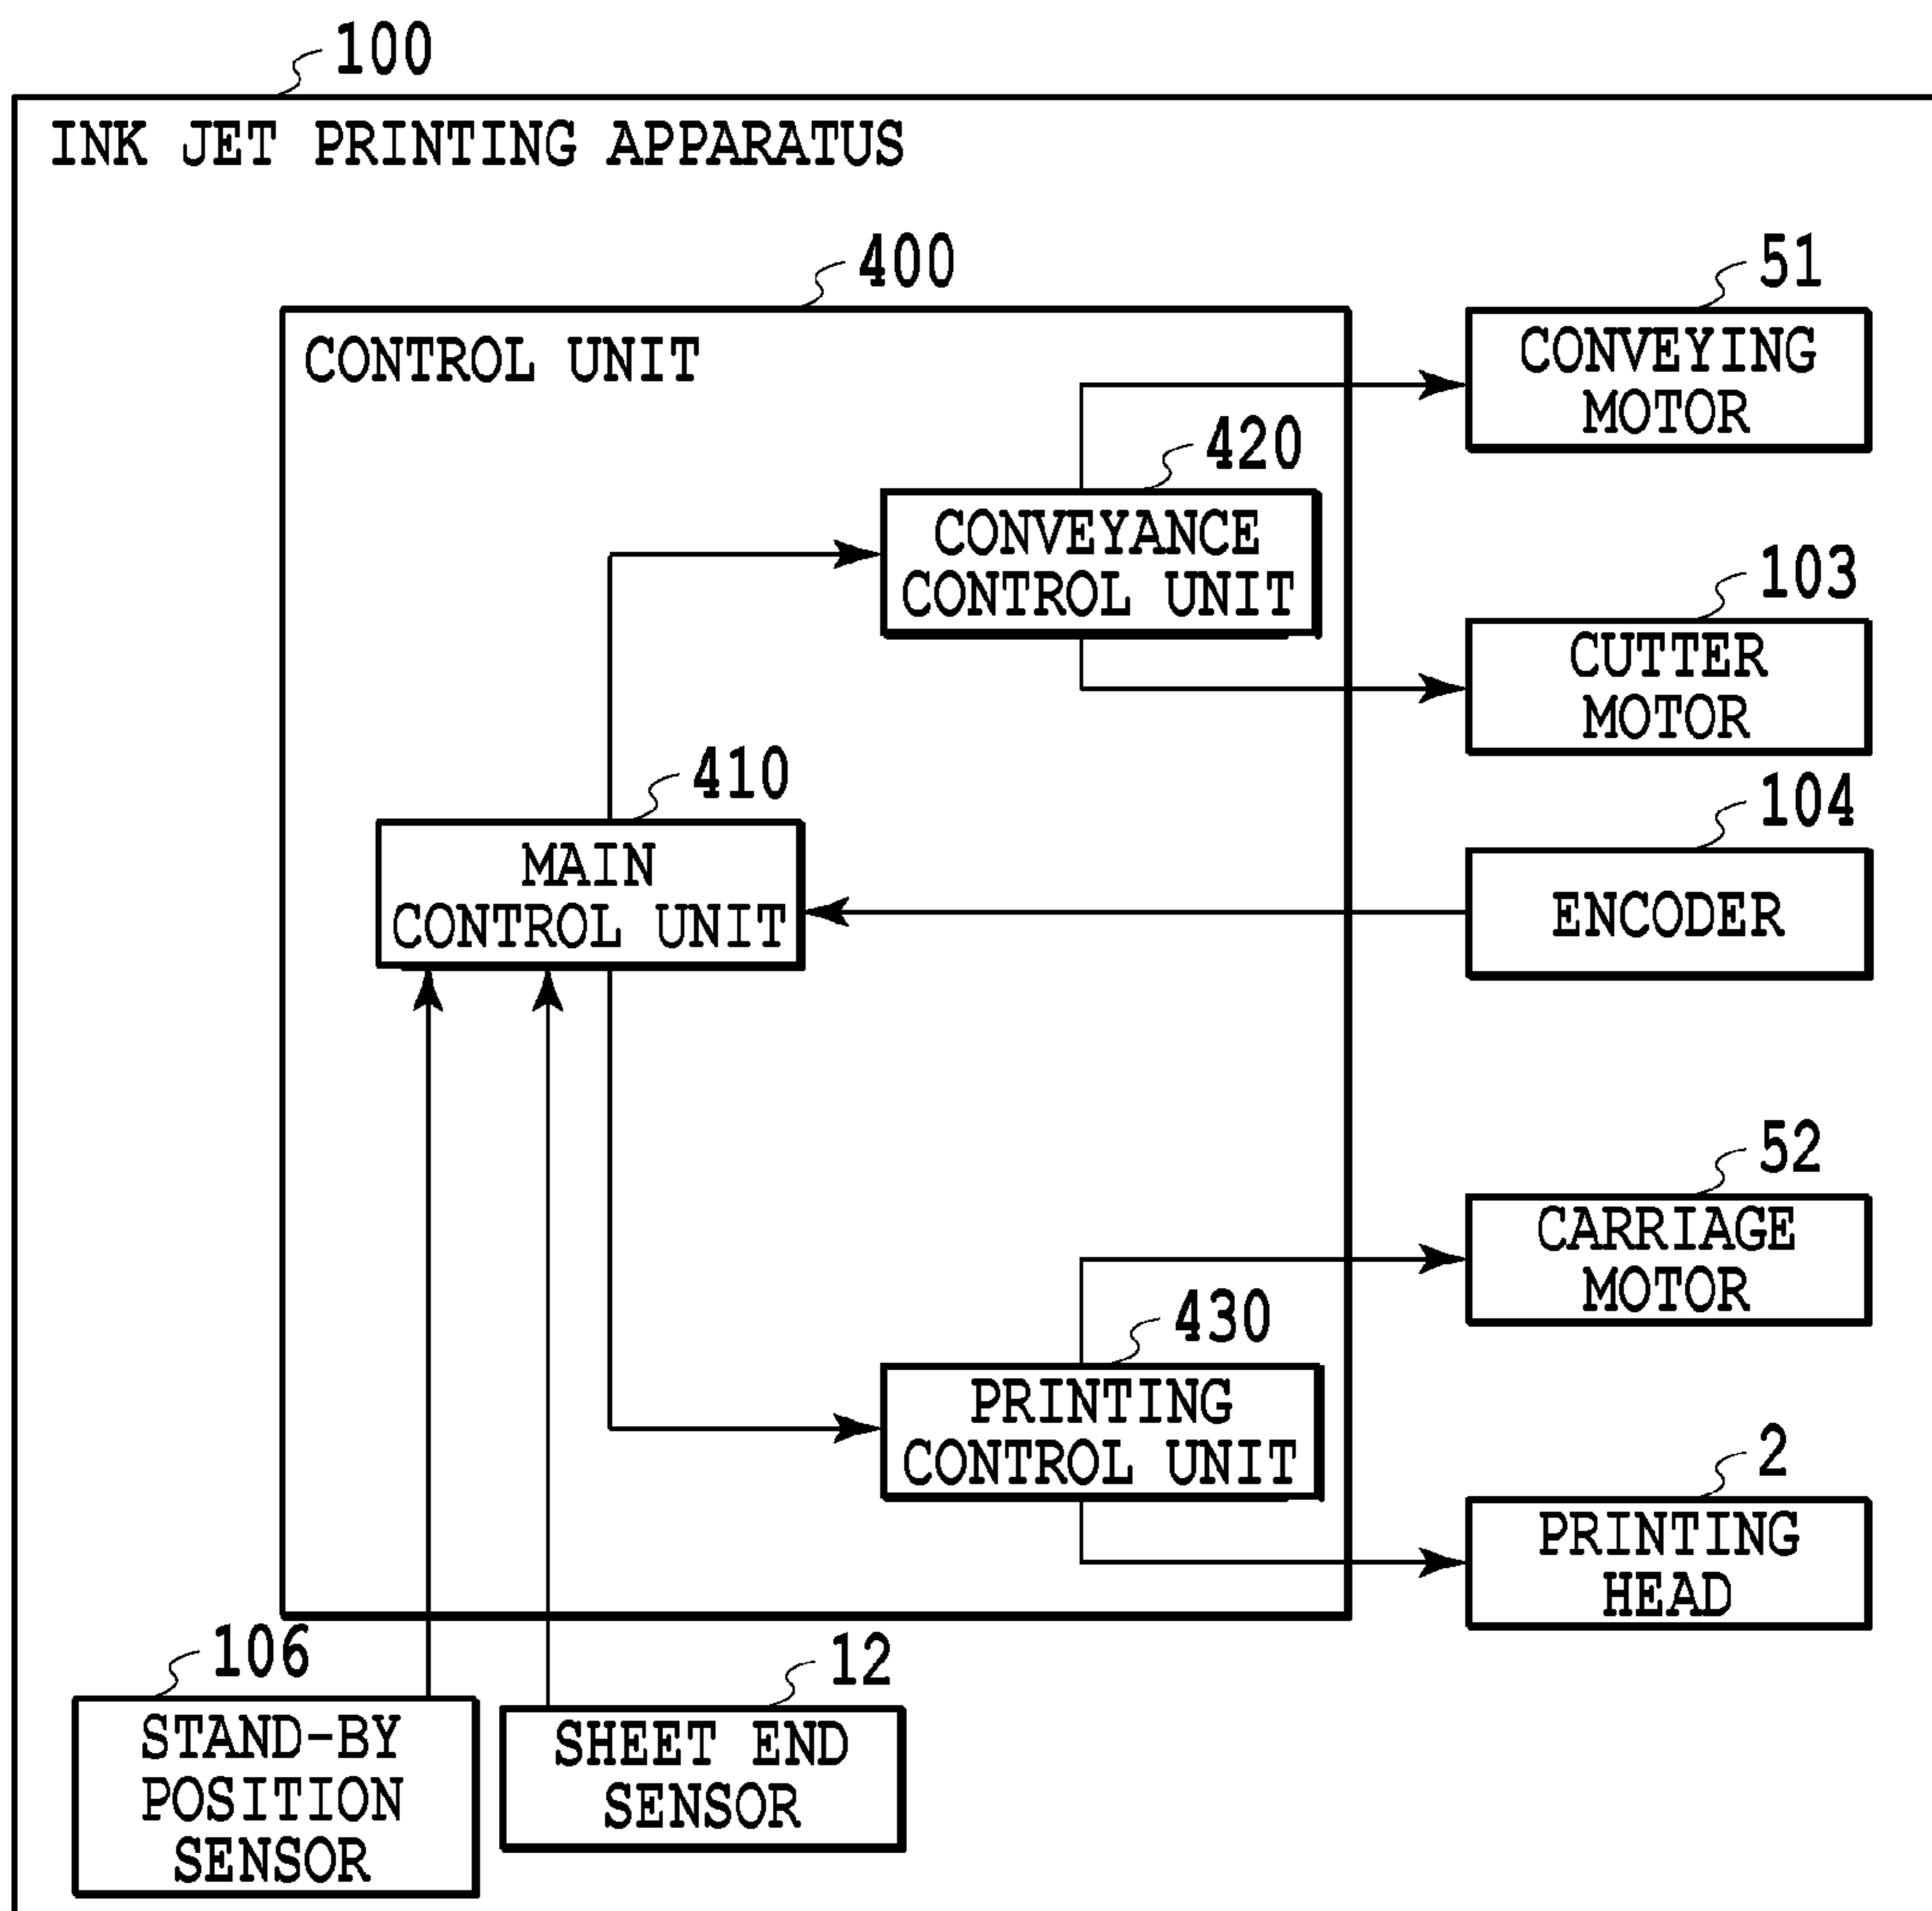 100
INK JET PRINTING APPARATUS
400
CONTROL UNIT
51
CONVEYING
MOTOR
420
CONVEYANCE
CONTROL UNIT
103
CUTTER
MOTOR
410
MAIN
CONTROL UNIT
104
ENCODER
52
CARRIAGE
MOTOR
430
PRINTING
CONTROL UNIT
2
PRINTING
HEAD
106
STAND-BY
POSITION
SENSOR
12
SHEET END
SENSOR